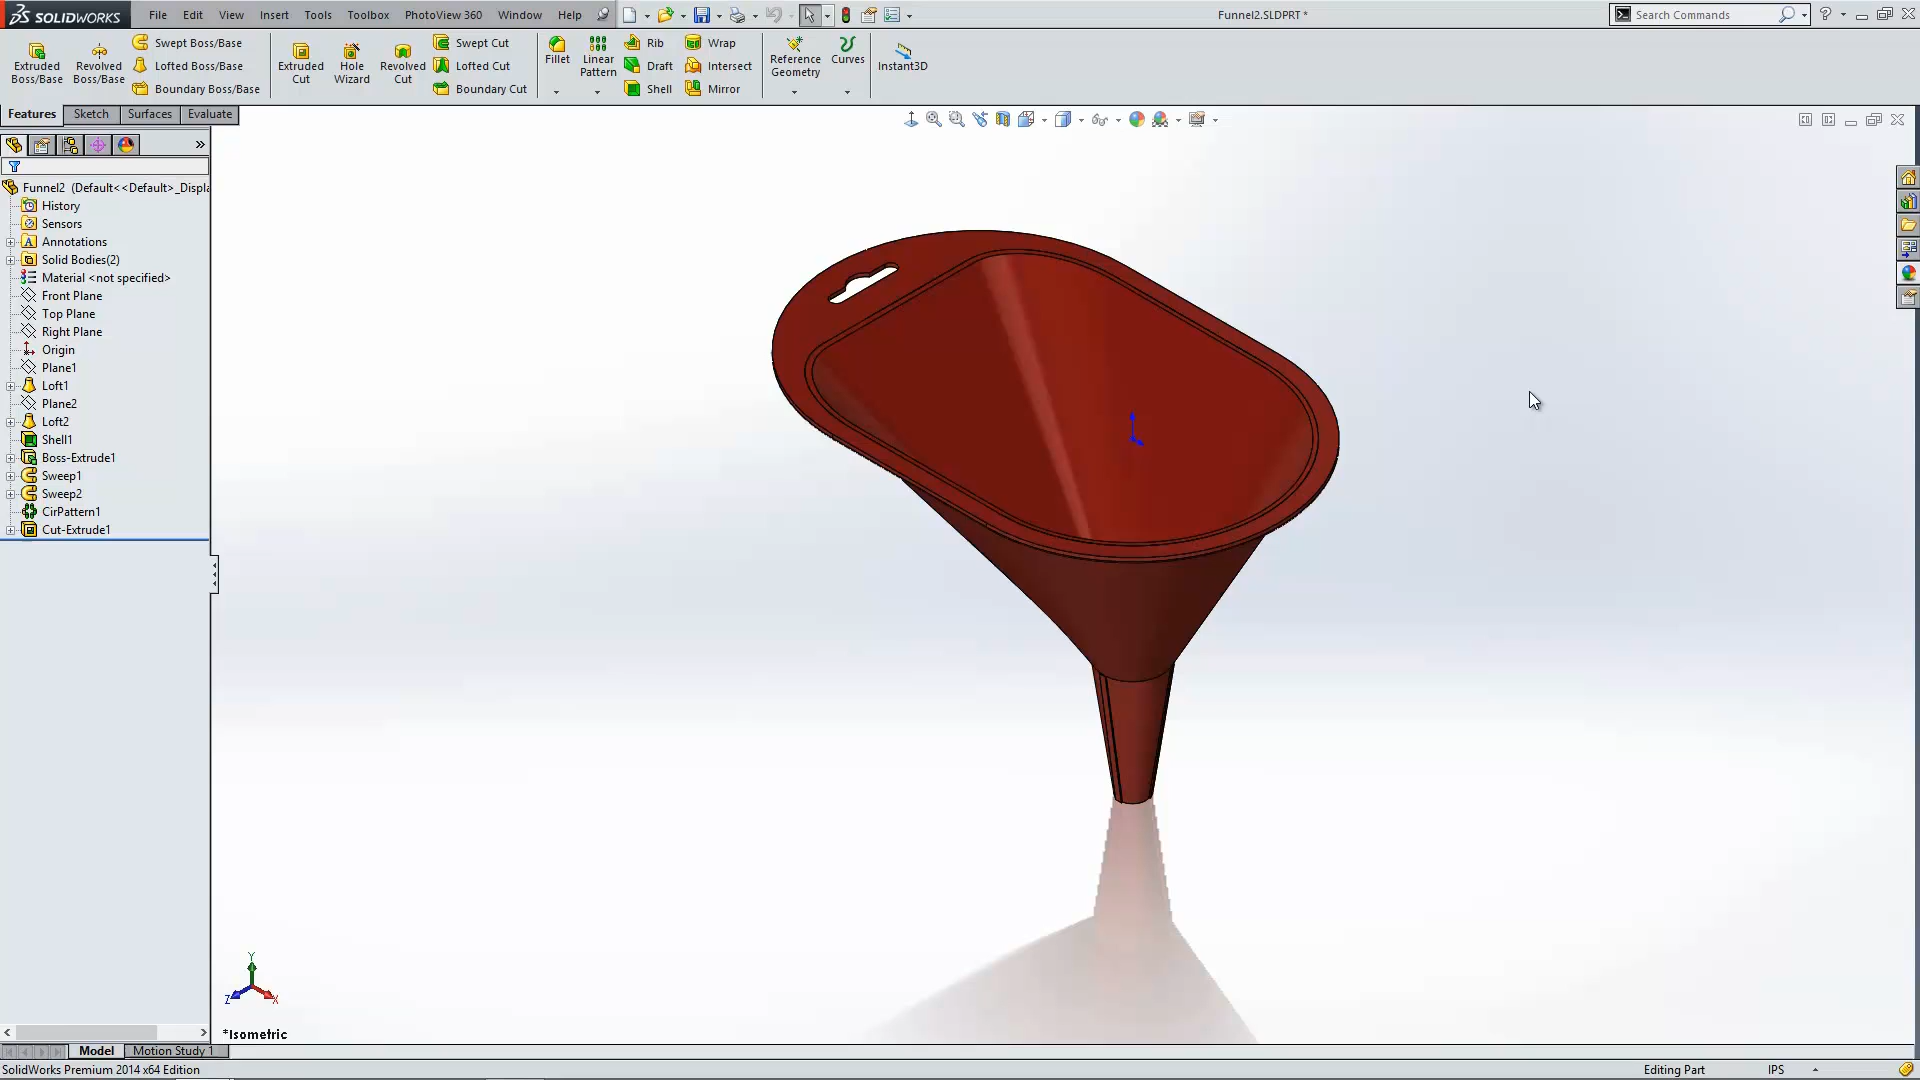 SOLIDWORKS File Edit View Insert Tools Toolbox PhotoView 360 Window Help Funnel2.SLDPRT * Search Commands
Extruded Boss/Base
Revolved Boss/Base
Swept Boss/Base
Lofted Boss/Base
Boundary Boss/Base
Extruded Cut
Hole Wizard
Revolved Cut
Swept Cut
Lofted Cut
Boundary Cut
Fillet
Linear Pattern
Rib
Draft
Shell
Wrap
Intersect
Mirror
Reference Geometry
Curves
Instant3D
Features Sketch Surfaces Evaluate
Funnel2 (Default<<Default>_Displa
History
Sensors
Annotations
Solid Bodies(2)
Material <not specified>
Front Plane
Top Plane
Right Plane
Origin
Plane1
Loft1
Plane2
Loft2
Shell1
Boss-Extrude1
Sweep1
Sweep2
CirPattern1
Cut-Extrude1
Y
Z X
*Isometric
Model Motion Study 1
SolidWorks Premium 2014 x64 Edition Editing Part IPS